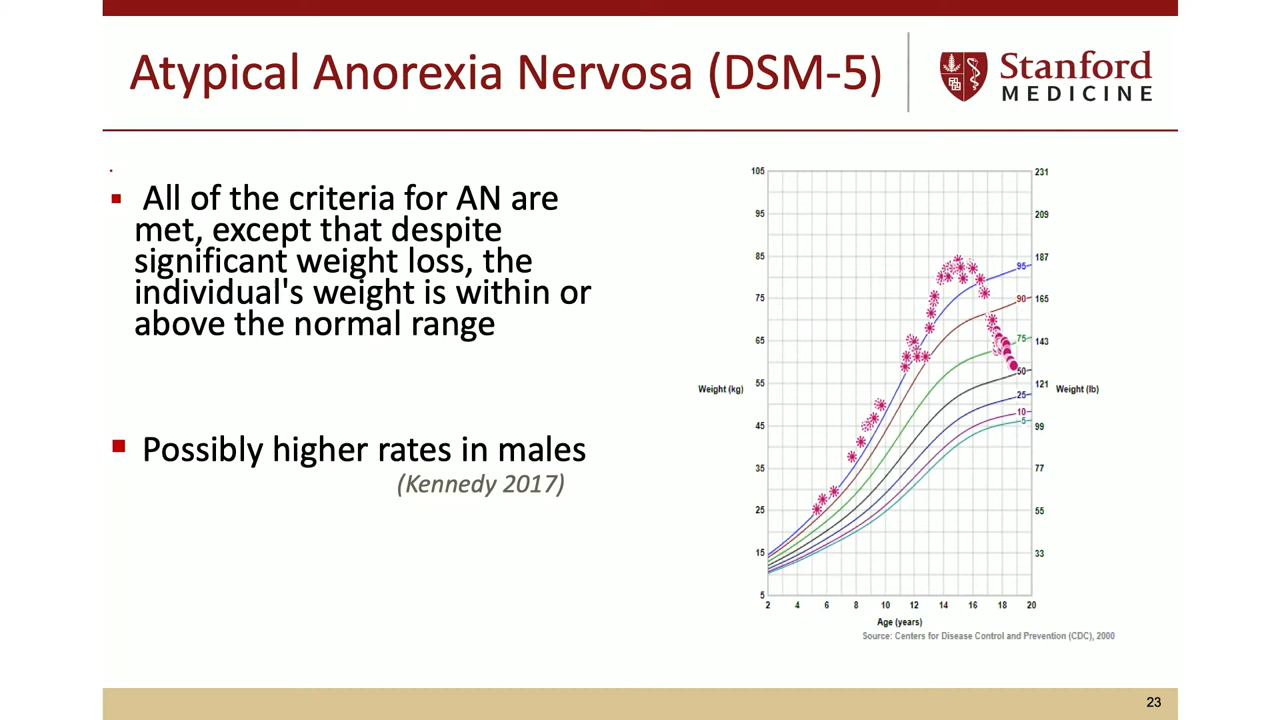 Atypical Anorexia Nervosa (DSM-5)
Stanford
MEDICINE
All of the criteria for AN are
met, except that despite
significant weight loss, the
individual's weight is within or
above the normal range
Possibly higher rates in males
(Kennedy 2017)
105
95
85
75
65
55
45
35
25
15
5
Weight (kg)
95
90
75
50
25
10
5
231
209
187
165
143
121
99
77
55
33
Weight (lb)
2 4 6 8 10 12 14 16 18 20
Age (years)
Source: Centers for Disease Control and Prevention (CDC), 2000
23